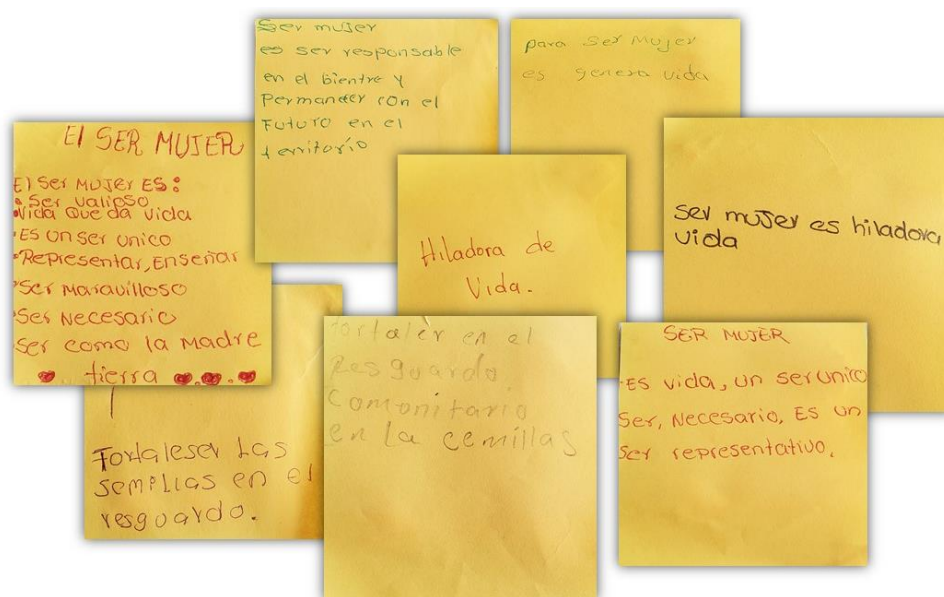 Ser mujer
es ser responsable
en el bientre y
Permaneter con el
Futuro en el
territorio
para Ser Mujer
es genera vida
El SER MUJER
El Ser MUJER ES:
• Ser valioso
• Vida que da vida
• ES un ser unico
• Representar, Enseñar
• Ser Maravilloso
Ser Necesario
Ser como la Madre
tierra
Hiladora de
Vida.
Ser mujer es hiladora
vida
Fortaleser Las
semillas en el
resguardo.
Fortaler en el
Resguardo
Comonitario
en La cemillas
SER MUJER
ES vida, un ser unico
Ser, Necesario, Es un
Ser representativo.